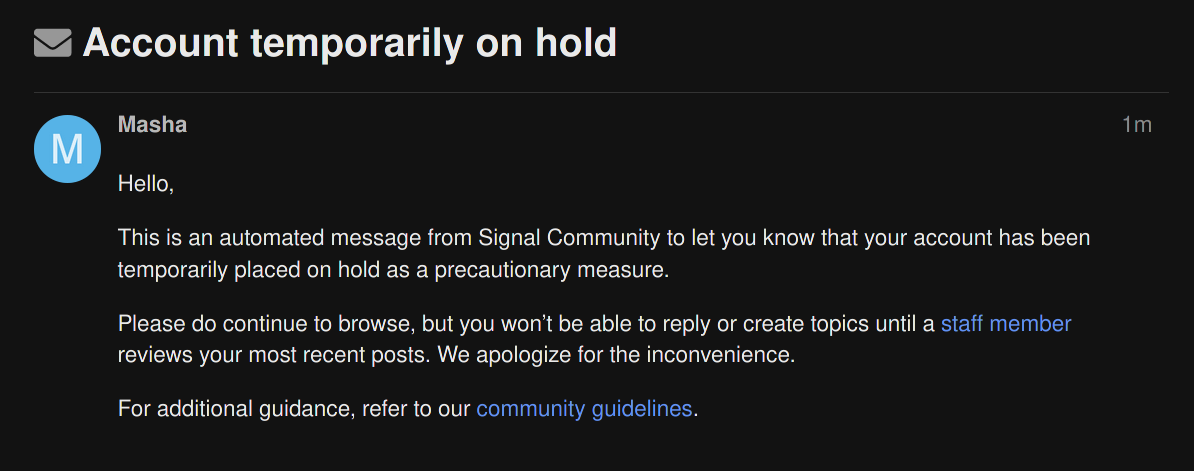 Account temporarily on hold
M
Masha
1m
Hello,
This is an automated message from Signal Community to let you know that your account has been
temporarily placed on hold as a precautionary measure.
Please do continue to browse, but you won’t be able to reply or create topics until a staff member
reviews your most recent posts. We apologize for the inconvenience.
For additional guidance, refer to our community guidelines.